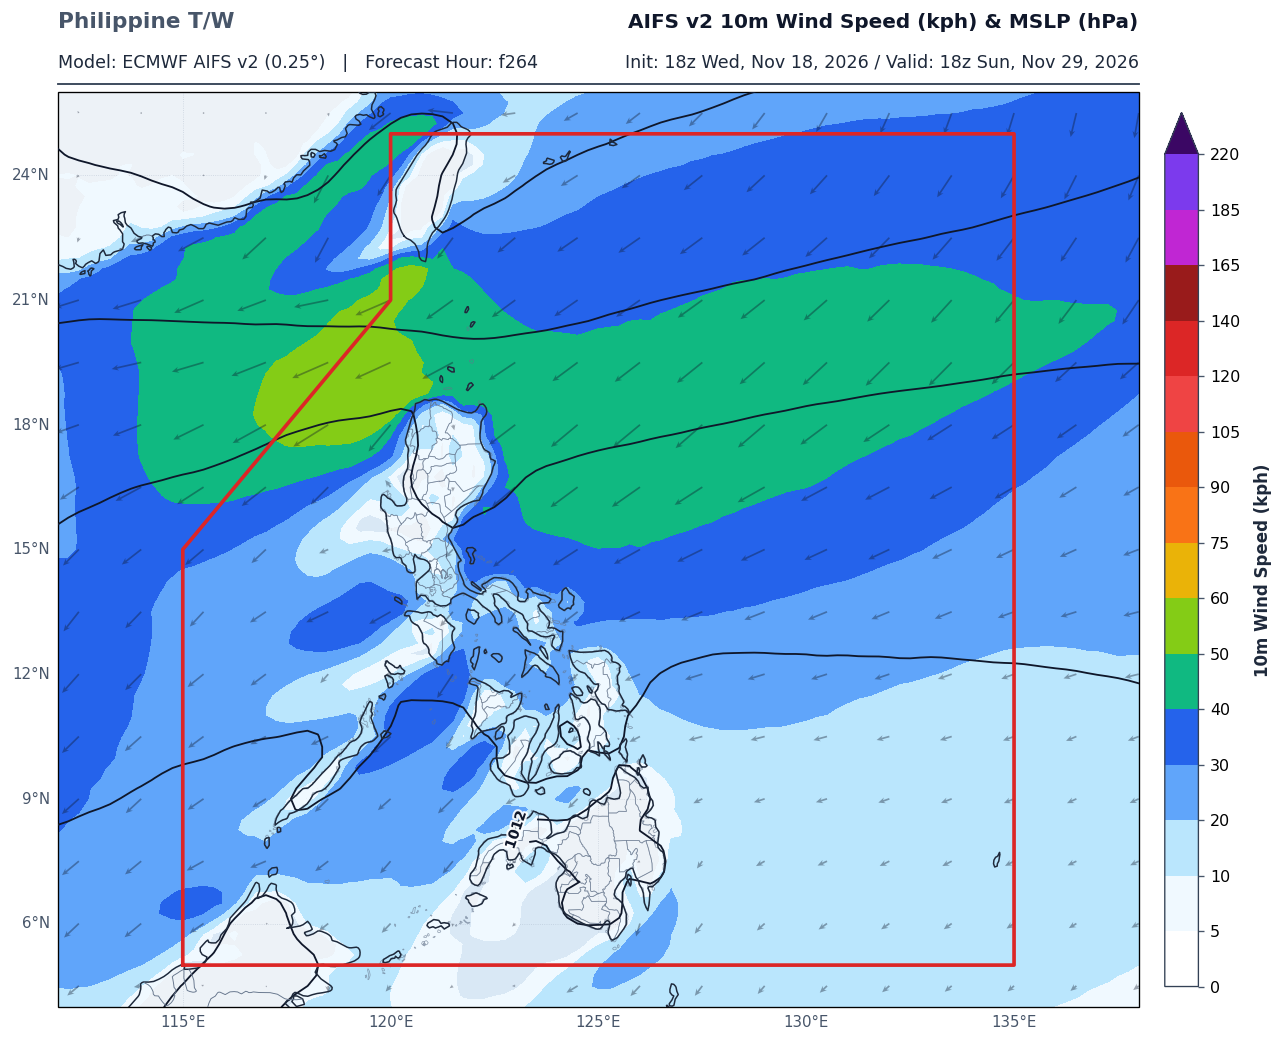 Philippine T/W
AIFS v2 10m Wind Speed (kph) & MSLP (hPa)
Model: ECMWF AIFS v2 (0.25°) | Forecast Hour: f264
Init: 18z Wed, Nov 18, 2026 / Valid: 18z Sun, Nov 29, 2026
24°N
21°N
18°N
15°N
12°N
9°N
6°N
1012
115°E
120°E
125°E
130°E
135°E
220
185
165
140
120
105
90
75
60
50
40
30
20
10
5
0
10m Wind Speed (kph)